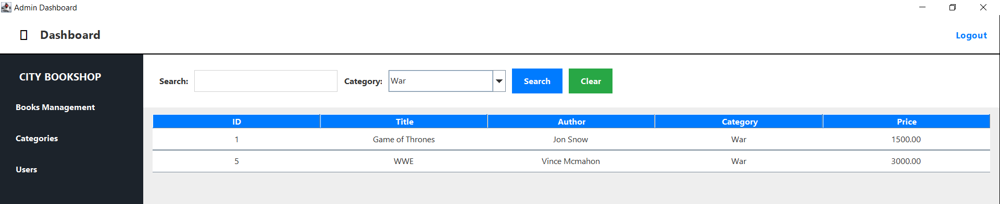 Admin Dashboard
Dashboard
Logout
CITY BOOKSHOP
Books Management
Categories
Users
Search: Category: War Search Clear
ID Title Author Category Price
1 Game of Thrones Jon Snow War 1500.00
5 WWE Vince Mcmahon War 3000.00